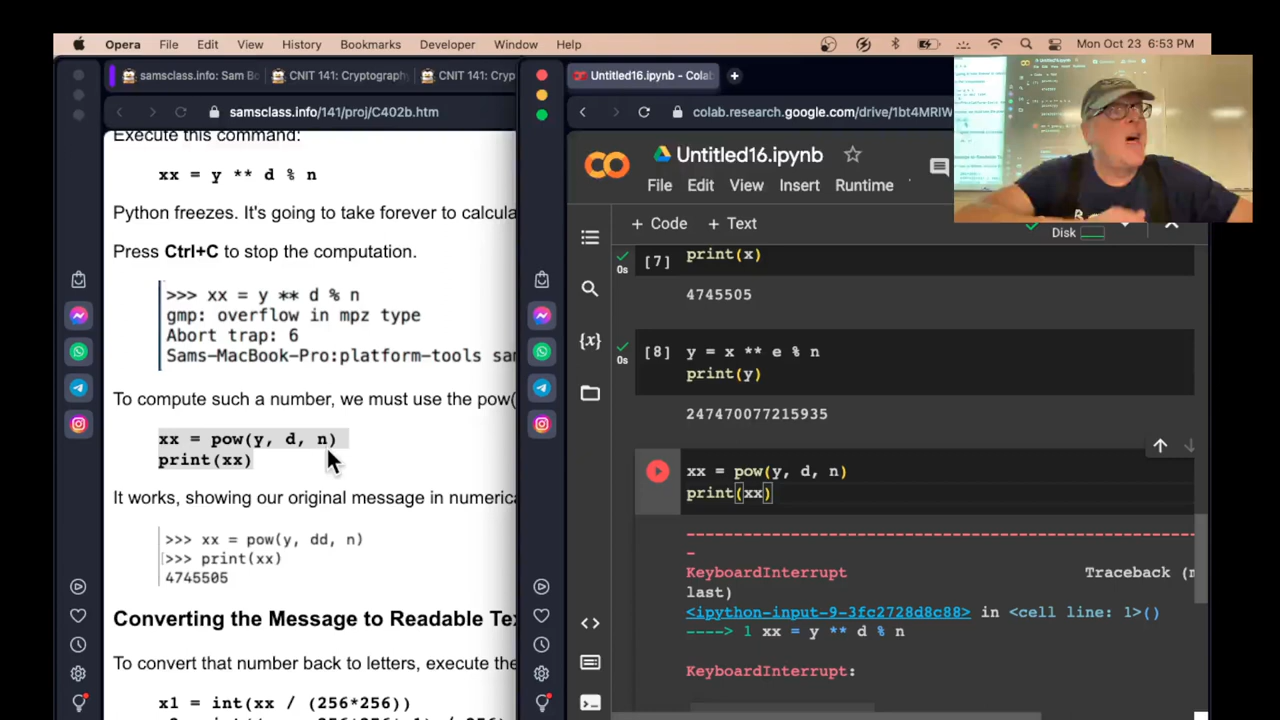 Opera File Edit View History Bookmarks Developer Window Help Mon Oct 23 6:53 PM
samsclass.info: Sam Bo CNIT 141: Cryptography CNIT 141: Cryp
samsclass.info/141/proj/C402b.htm
Execute this command:
xx = y ** d % n
Python freezes. It's going to take forever to calcula
Press Ctrl+C to stop the computation.
>>> xx = y ** d % n
gmp: overflow in mpz type
Abort trap: 6
Sams-MacBook-Pro:platform-tools sam
To compute such a number, we must use the pow(
xx = pow(y, d, n)
print(xx)
It works, showing our original message in numerica
>>> xx = pow(y, dd, n)
>>> print(xx)
4745505
Converting the Message to Readable Te
To convert that number back to letters, execute the
x1 = int(xx / (256*256))
Untitled16.ipynb - Colab
colab.research.google.com/drive/1bt4MRIW
Untitled16.ipynb
File Edit View Insert Runtime
+ Code + Text
Disk
[7] print(x)
0s
4745505
[8] y = x ** e % n
0s print(y)
247470077215935
xx = pow(y, d, n)
print(xx)
KeyboardInterrupt Traceback (m
last)
<ipython-input-9-3fc2728d8c88> in <cell line: 1>()
----> 1 xx = y ** d % n
KeyboardInterrupt: